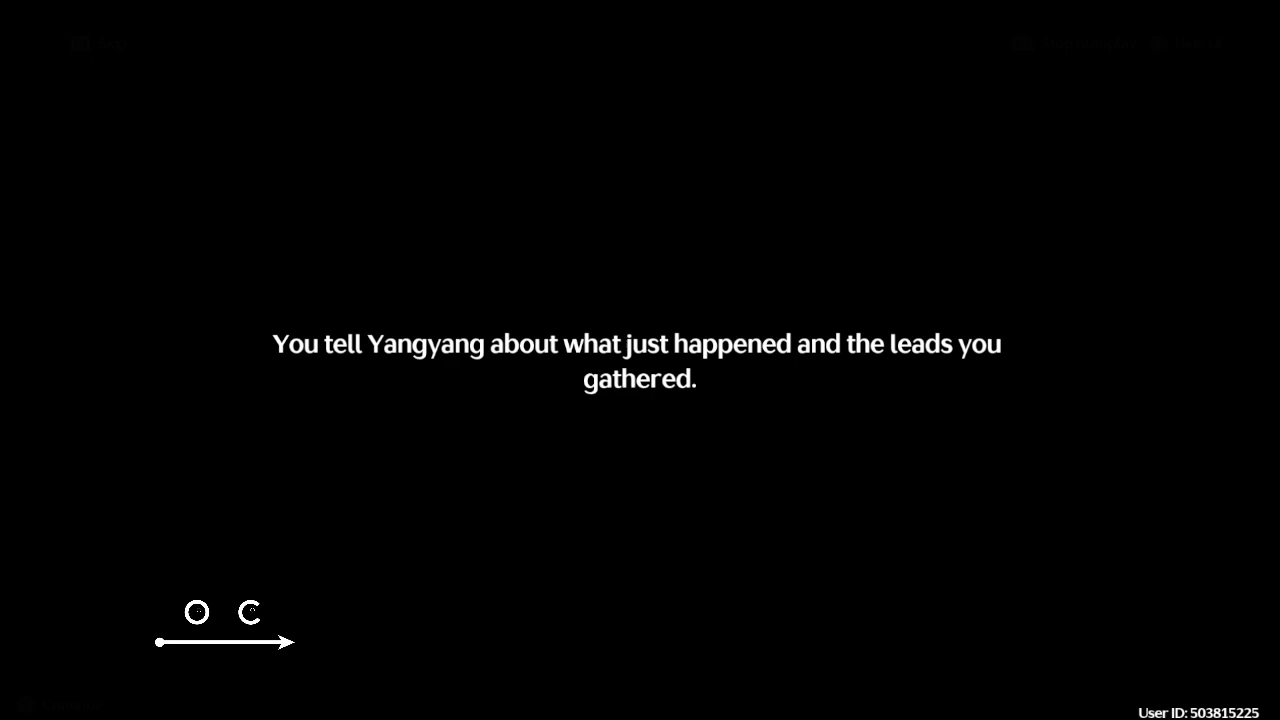 You tell Yangyang about what just happened and the leads you
gathered.
O C
User ID: 503815225